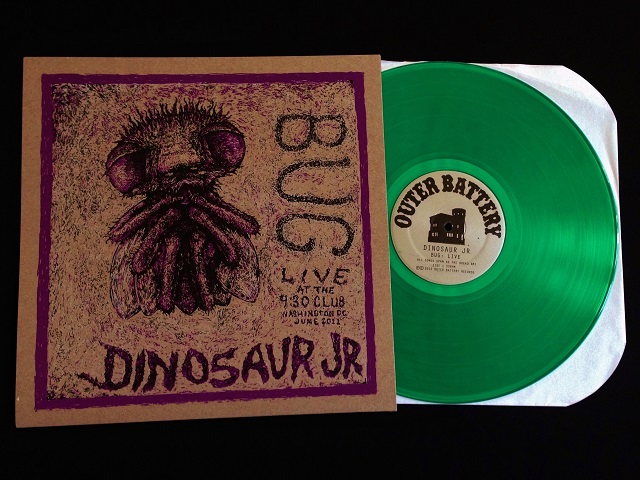 BUG
LIVE
AT THE
9:30 CLUB
WASHINGTON DC
JUNE 2011
DINOSAUR JR
OUTER BATTERY
DINOSAUR JR
BUG: LIVE